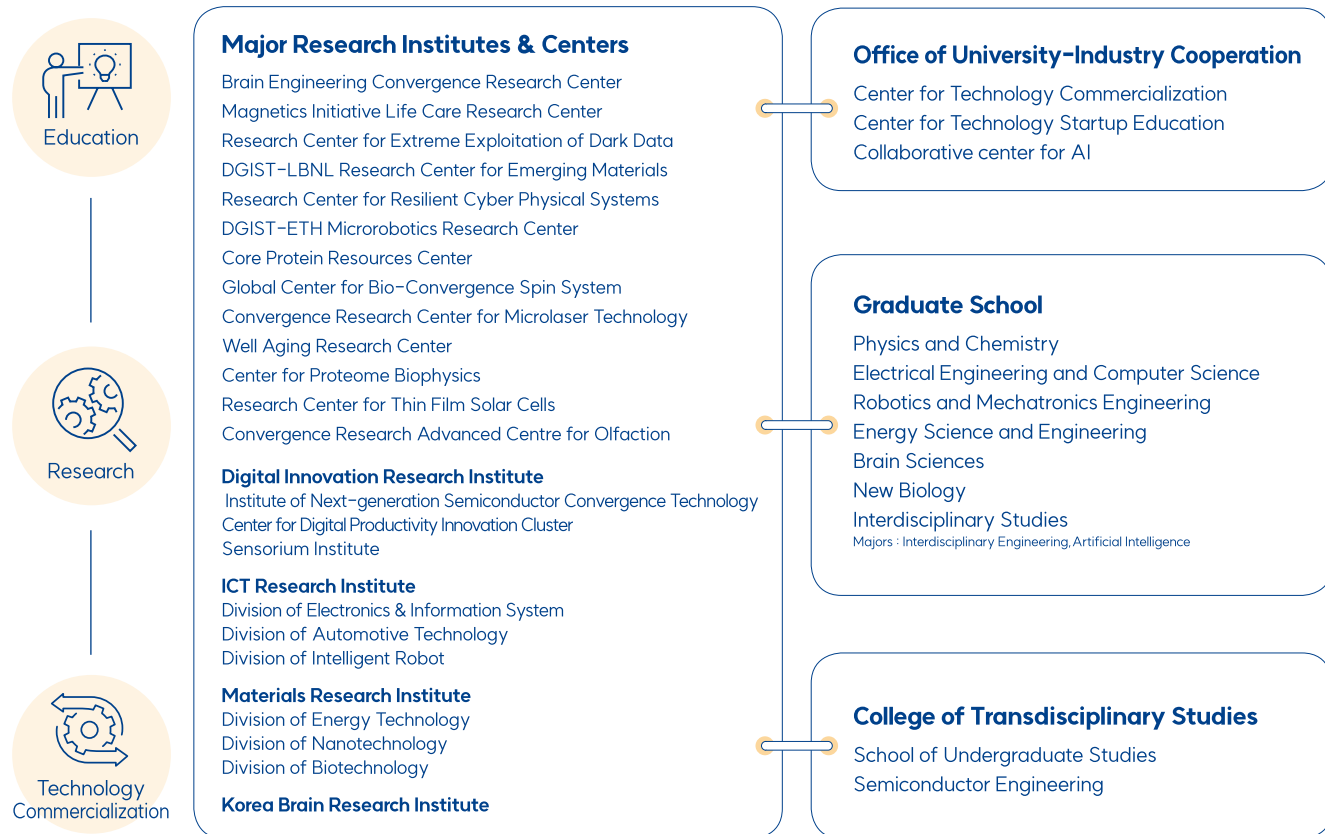 Education
Research
Technology
Commercialization
Major Research Institutes & Centers
Brain Engineering Convergence Research Center
Magnetics Initiative Life Care Research Center
Research Center for Extreme Exploitation of Dark Data
DGIST-LBNL Research Center for Emerging Materials
Research Center for Resilient Cyber Physical Systems
DGIST-ETH Microrobotics Research Center
Core Protein Resources Center
Global Center for Bio-Convergence Spin System
Convergence Research Center for Microlaser Technology
Well Aging Research Center
Center for Proteome Biophysics
Research Center for Thin Film Solar Cells
Convergence Research Advanced Centre for Olfaction
Digital Innovation Research Institute
Institute of Next-generation Semiconductor Convergence Technology
Center for Digital Productivity Innovation Cluster
Sensorium Institute
ICT Research Institute
Division of Electronics & Information System
Division of Automotive Technology
Division of Intelligent Robot
Materials Research Institute
Division of Energy Technology
Division of Nanotechnology
Division of Biotechnology
Korea Brain Research Institute
Office of University-Industry Cooperation
Center for Technology Commercialization
Center for Technology Startup Education
Collaborative center for AI
Graduate School
Physics and Chemistry
Electrical Engineering and Computer Science
Robotics and Mechatronics Engineering
Energy Science and Engineering
Brain Sciences
New Biology
Interdisciplinary Studies
Majors : Interdisciplinary Engineering, Artificial Intelligence
College of Transdisciplinary Studies
School of Undergraduate Studies
Semiconductor Engineering